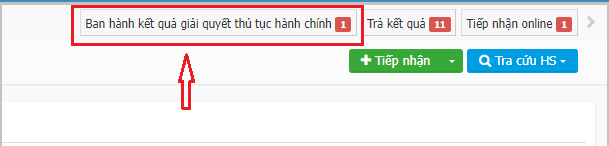 Ban hành kết quả giải quyết thủ tục hành chính 1 Trả kết quả 11 Tiếp nhận online 1
Tiếp nhận Tra cứu HS